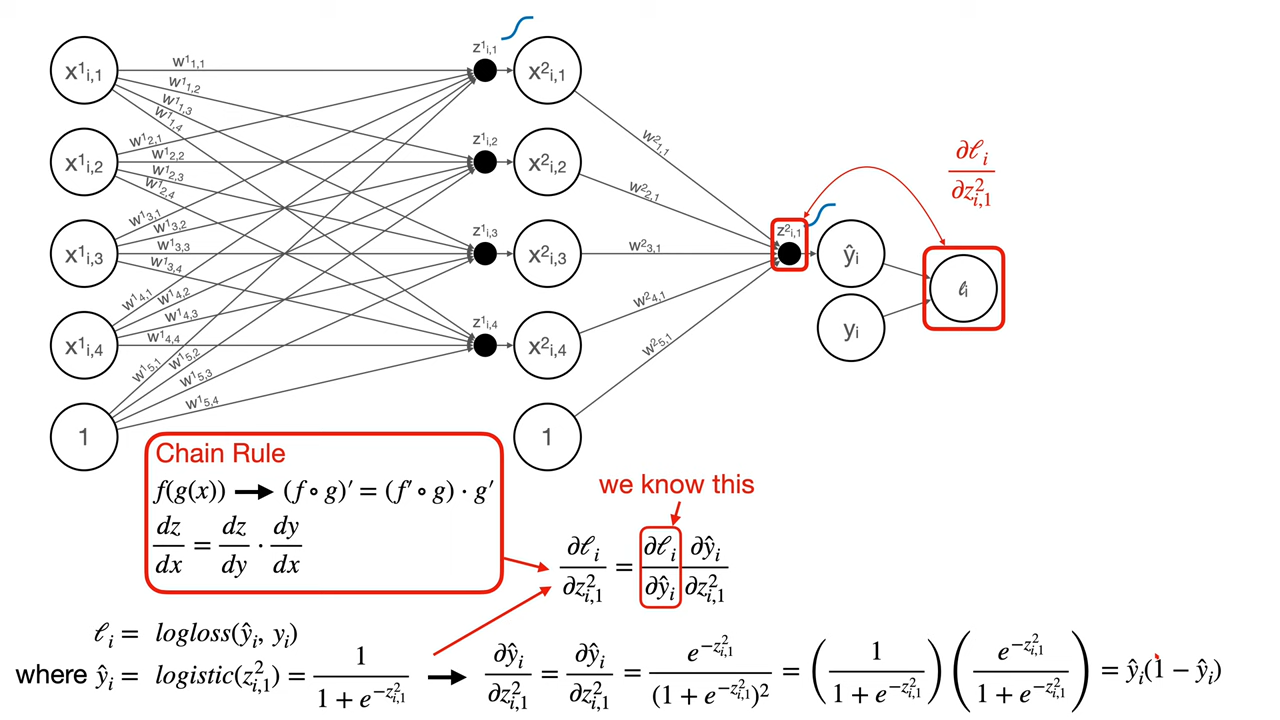 x¹ᵢ,₁
w¹₁,₁
w¹₁,₂
w¹₁,₃
w¹₁,₄
z¹ᵢ,₁
x²ᵢ,₁
x¹ᵢ,₂
w¹₂,₁
w¹₂,₂
w¹₂,₃
w¹₂,₄
z¹ᵢ,₂
x²ᵢ,₂
x¹ᵢ,₃
w¹₃,₁
w¹₃,₂
w¹₃,₃
w¹₃,₄
z¹ᵢ,₃
x²ᵢ,₃
x¹ᵢ,₄
w¹₄,₁
w¹₄,₂
w¹₄,₃
w¹₄,₄
z¹ᵢ,₄
x²ᵢ,₄
1
w¹₅,₁
w¹₅,₂
w¹₅,₃
w¹₅,₄
1
w²₁,₁
w²₂,₁
w²₃,₁
w²₄,₁
w²₅,₁
z²ᵢ,₁
ŷᵢ
yᵢ
ℓᵢ
∂ℓᵢ / ∂z²ᵢ,₁
Chain Rule
f(g(x)) → (f ∘ g)′ = (f′ ∘ g) · g′
dz/dx = dz/dy · dy/dx
we know this
∂ℓᵢ/∂z²ᵢ,₁ = ∂ℓᵢ/∂ŷᵢ ∂ŷᵢ/∂z²ᵢ,₁
ℓᵢ = logloss(ŷᵢ, yᵢ)
where ŷᵢ = logistic(z²ᵢ,₁) = 1/(1 + e^(−z²ᵢ,₁)) → ∂ŷᵢ/∂z²ᵢ,₁ = ∂ŷᵢ/∂z²ᵢ,₁ = e^(−z²ᵢ,₁)/(1 + e^(−z²ᵢ,₁))² = (1/(1 + e^(−z²ᵢ,₁))) (e^(−z²ᵢ,₁)/(1 + e^(−z²ᵢ,₁))) = ŷᵢ(1 − ŷᵢ)